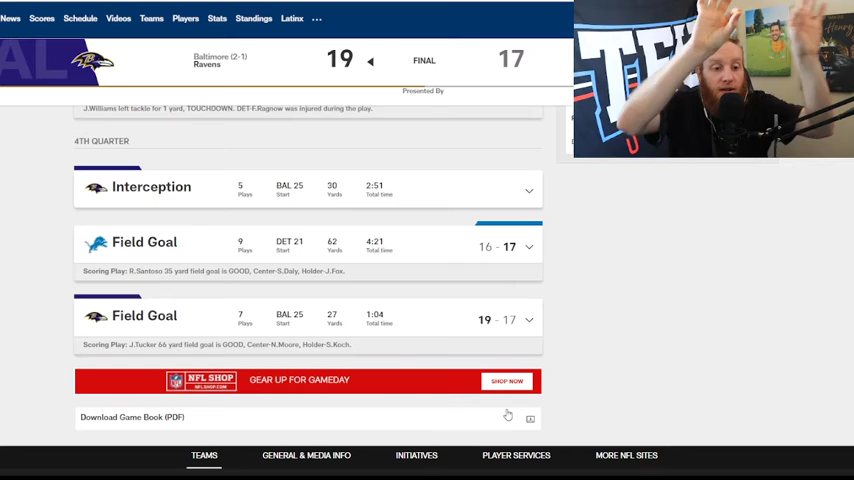 News Scores Schedule Videos Teams Players Stats Standings Latinx ...
Baltimore (2-1)
Ravens
19
FINAL
17
Presented By
J.Williams left tackle for 1 yard, TOUCHDOWN. DET-F.Ragnow was injured during the play.
4TH QUARTER
Interception 5 BAL 25 30 2:51
Plays Start Yards Total time
Field Goal 9 DET 21 62 4:21 16 - 17
Plays Start Yards Total time
Scoring Play: R.Santoso 35 yard field goal is GOOD, Center-S.Daly, Holder-J.Fox.
Field Goal 7 BAL 25 27 1:04 19 - 17
Plays Start Yards Total time
Scoring Play: J.Tucker 66 yard field goal is GOOD, Center-N.Moore, Holder-S.Koch.
NFL SHOP
NFLSHOP.COM
GEAR UP FOR GAMEDAY
SHOP NOW
Download Game Book (PDF)
TEAMS GENERAL & MEDIA INFO INITIATIVES PLAYER SERVICES MORE NFL SITES